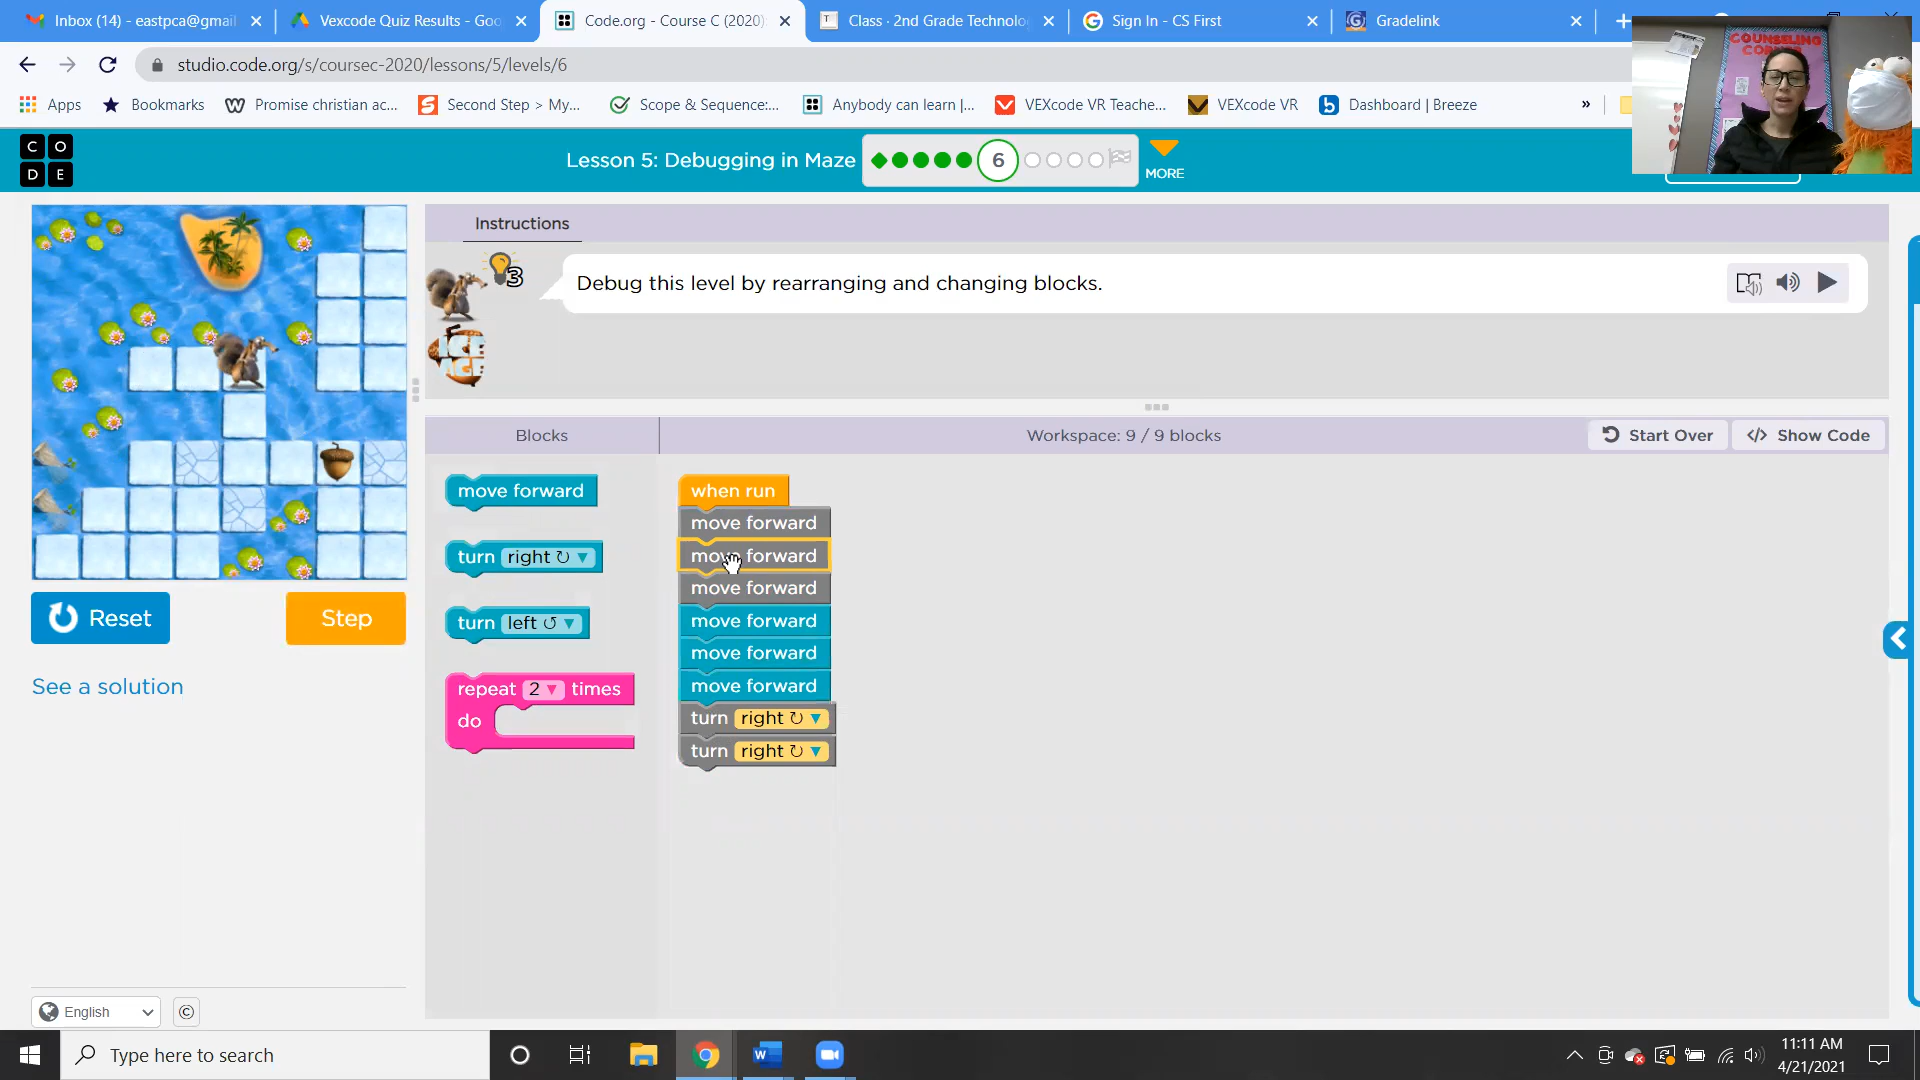 Inbox (14) - eastpca@gmail
Vexcode Quiz Results - Goo
Code.org - Course C (2020)
Class · 2nd Grade Technolo
Sign In - CS First
Gradelink
studio.code.org/s/coursec-2020/lessons/5/levels/6
Apps
Bookmarks
Promise christian ac...
Second Step > My...
Scope & Sequence:...
Anybody can learn |...
VEXcode VR Teache...
VEXcode VR
Dashboard | Breeze
»
COUNSELING
CORNER
C O
D E
Lesson 5: Debugging in Maze
6
MORE
Instructions
3
Debug this level by rearranging and changing blocks.
ICE
AGE
Blocks
Workspace: 9 / 9 blocks
Start Over
</> Show Code
move forward
turn right
turn left
repeat 2 times
do
when run
move forward
move forward
move forward
move forward
move forward
move forward
turn right
turn right
Reset
Step
See a solution
English
©
Type here to search
11:11 AM
4/21/2021